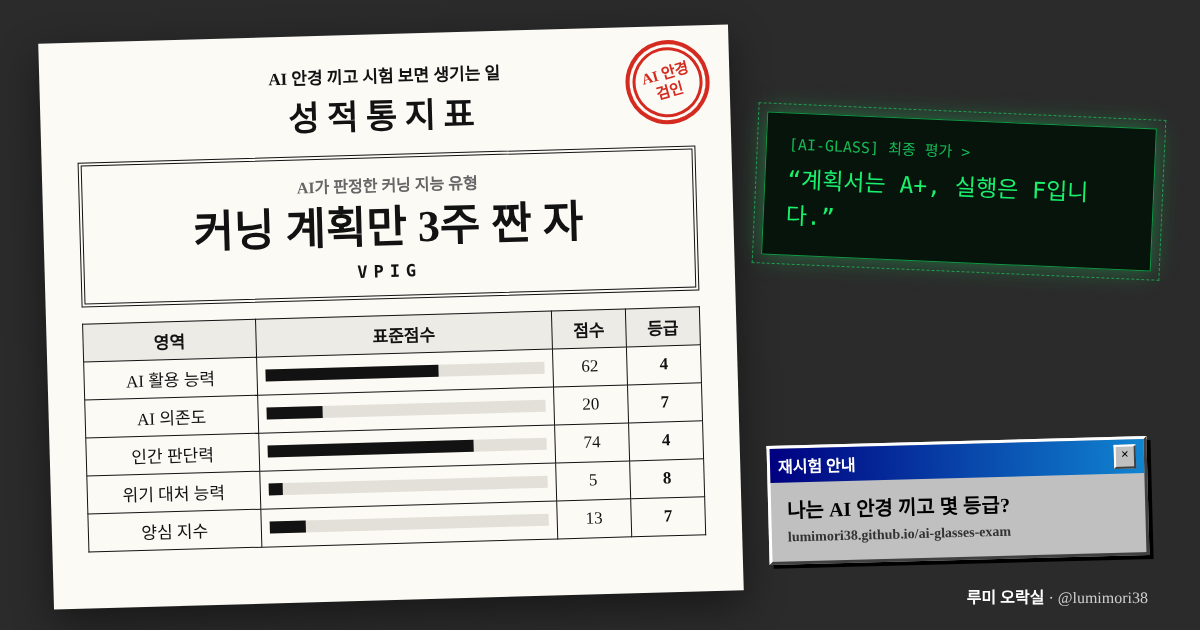 AI 안경 끼고 시험 보면 생기는 일
성적통지표
AI 안경
검인
AI가 판정한 커닝 지능 유형
커닝 계획만 3주 짠 자
VPIG
영역 표준점수 점수 등급
AI 활용 능력 62 4
AI 의존도 20 7
인간 판단력 74 4
위기 대처 능력 5 8
양심 지수 13 7
[AI-GLASS] 최종 평가 >
“계획서는 A+, 실행은 F입니
다.”
재시험 안내 ×
나는 AI 안경 끼고 몇 등급?
lumimori38.github.io/ai-glasses-exam
루미 오락실 · @lumimori38